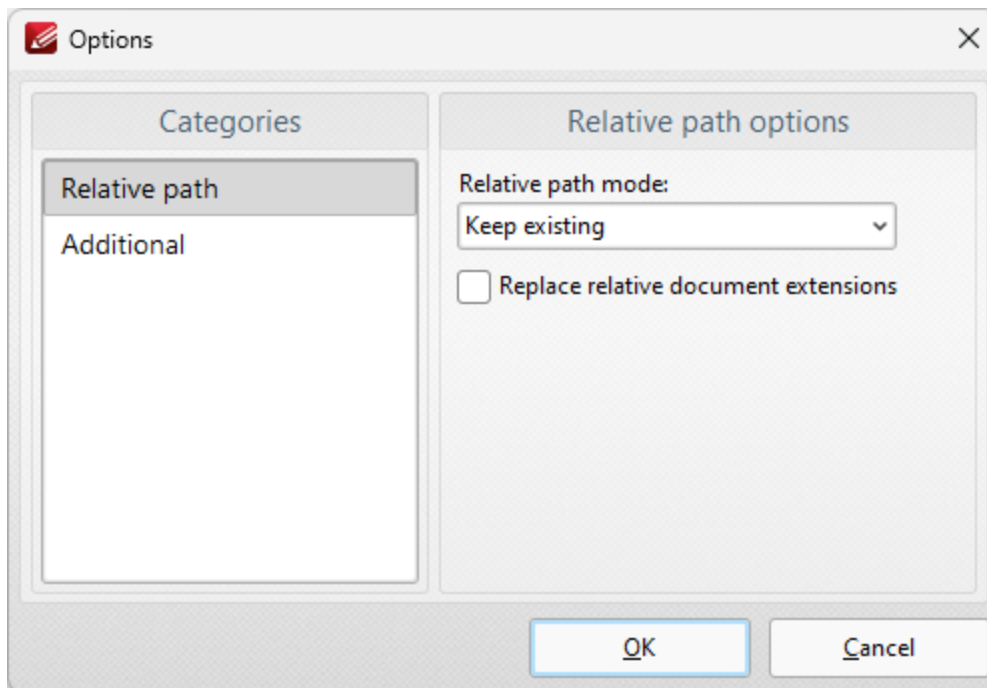 Options
Categories
Relative path
Additional
Relative path options
Relative path mode:
Keep existing
Replace relative document extensions
OK
Cancel